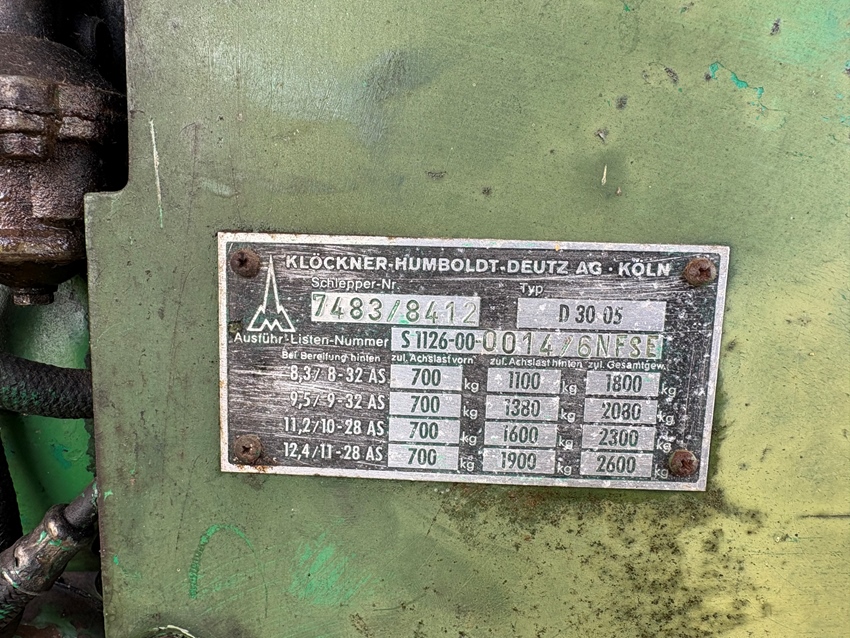 KLÖCKNER-HUMBOLDT-DEUTZ AG · KÖLN
Schlepper-Nr. Typ
7483/8412 D 30 05
Ausführ.-Listen-Nummer S 1126-00-0014/6NFSE
Bei Bereifung hinten zul. Achslast vorn zul. Achslast hinten zul. Gesamtgew.
8,3/8-32 AS 700 kg 1100 kg 1800 kg
9,5/9-32 AS 700 kg 1380 kg 2080 kg
11,2/10-28 AS 700 kg 1600 kg 2300 kg
12,4/11-28 AS 700 kg 1900 kg 2600 kg